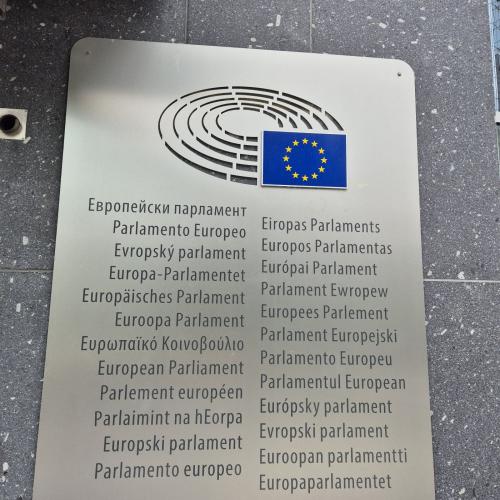 Европейски парламент
Parlamento Europeo
Evropský parlament
Europa-Parlamentet
Europäisches Parlament
Euroopa Parlament
Ευρωπαϊκό Κοινοβούλιο
European Parliament
Parlement européen
Parlaimint na hEorpa
Europski parlament
Parlamento europeo
Eiropas Parlaments
Europos Parlamentas
Európai Parlament
Parlament Ewropew
Europees Parlement
Parlament Europejski
Parlamento Europeu
Parlamentul European
Európsky parlament
Evropski parlament
Euroopan parlamentti
Europaparlamentet